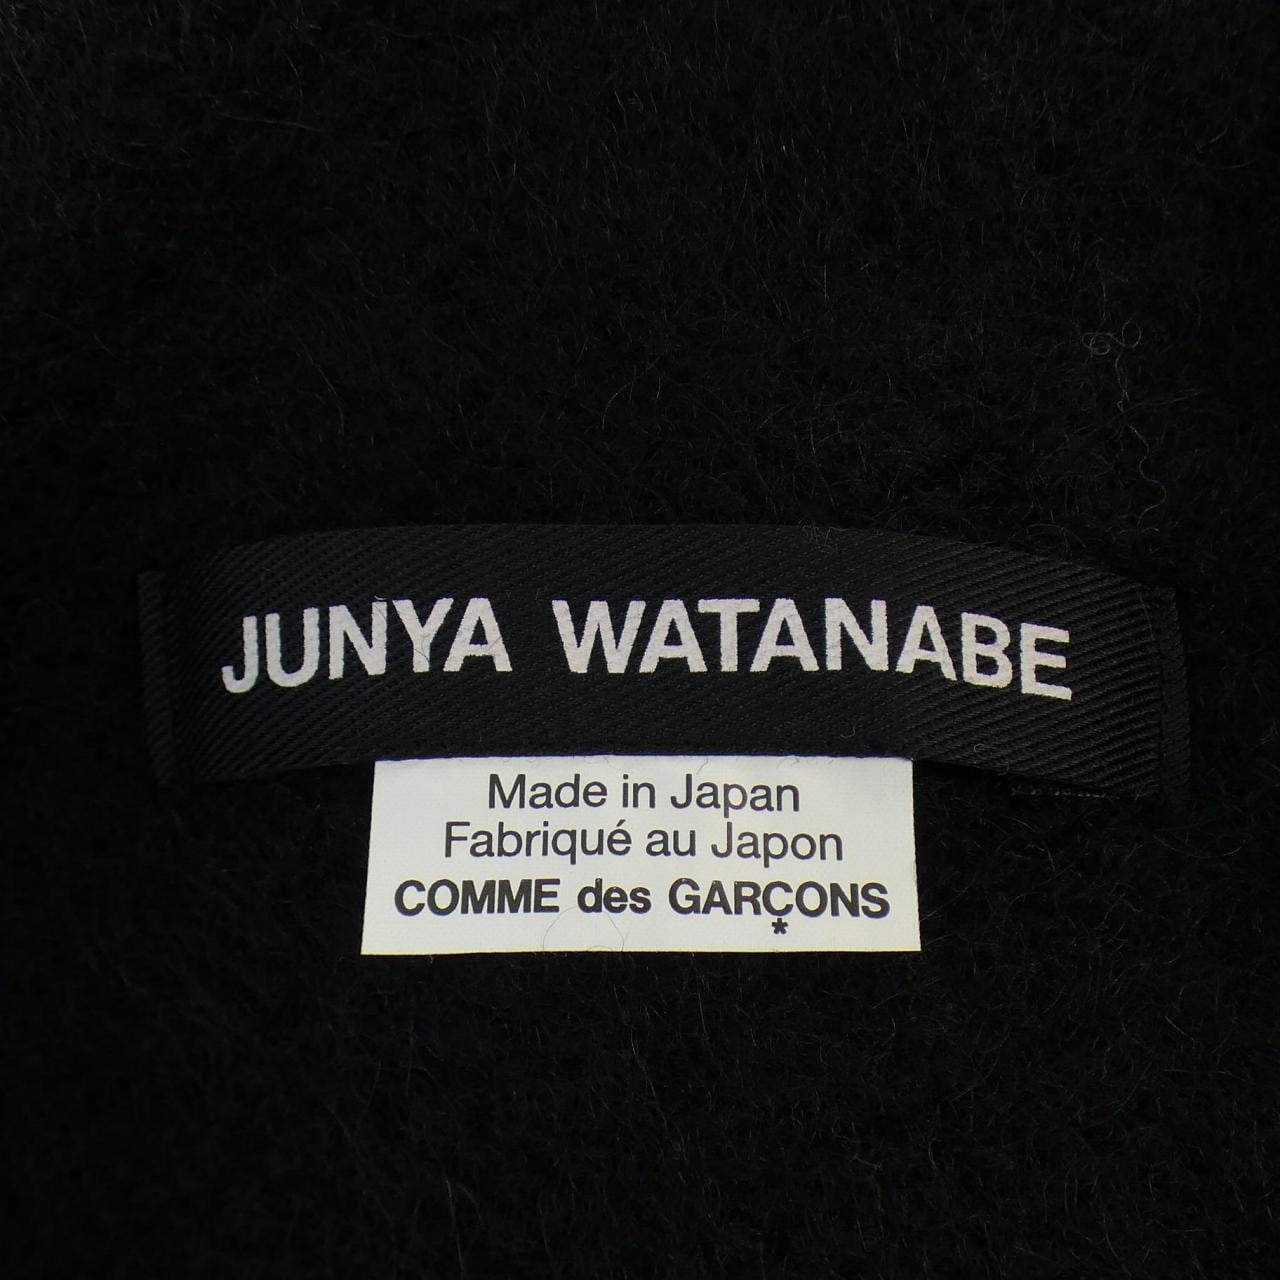 JUNYA WATANABE
Made in Japan
Fabriqué au Japon
COMME des GARÇONS
*